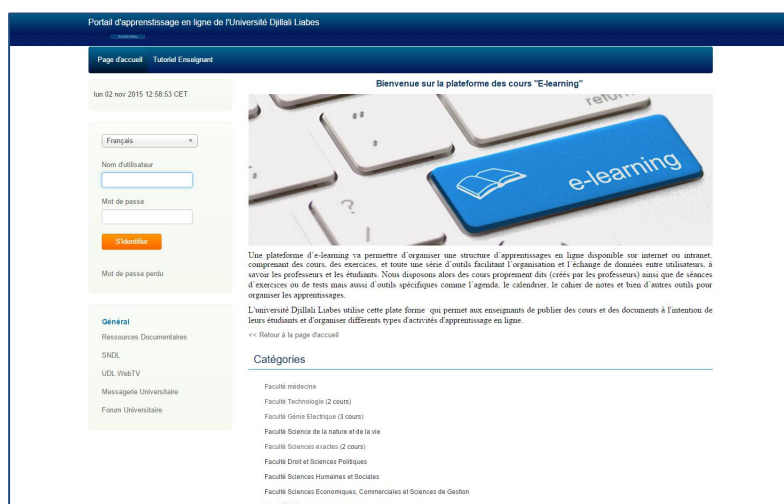 Portail d'apprenstissage en ligne de l'Université Djillali Liabes
Page d'accueil Tutoriel Enseignant
lun 02 nov 2015 12:58:53 CET
Français
Nom d'utilisateur
Mot de passe
S'identifier
Mot de passe perdu
Général
Ressources Documentaires
SNDL
UDL WebTV
Messagerie Universitaire
Forum Universitaire
Bienvenue sur la plateforme des cours "E-learning"
return
?
e-learning
Une plateforme d'e-learning va permettre d'organiser une structure d'apprentissages en ligne disponible sur internet ou intranet,
comprenant des cours, des exercices, et toute une série d'outils facilitant l'organisation et l'échange de données entre utilisateurs, à
savoir les professeurs et les étudiants. Nous disposons alors des cours proprement dits (créés par les professeurs) ainsi que de séances
d'exercices ou de tests mais aussi d'outils spécifiques comme l'agenda, le calendrier, le cahier de notes et bien d'autres outils pour
organiser les apprentissages.
L'université Djillali Liabes utilise cette plate forme qui permet aux enseignants de publier des cours et des documents à l'intention de
leurs étudiants et d'organiser différents types d'activités d'apprentissage en ligne.
<< Retour à la page d'accueil
Catégories
Faculté médecine
Faculté Technologie (2 cours)
Faculté Génie Electrique (3 cours)
Faculté Science de la nature et de la vie
Faculté Sciences exactes (2 cours)
Faculté Droit et Sciences Politiques
Faculté Sciences Humaines et Sociales
Faculté Sciences Economiques, Commerciales et Sciences de Gestion